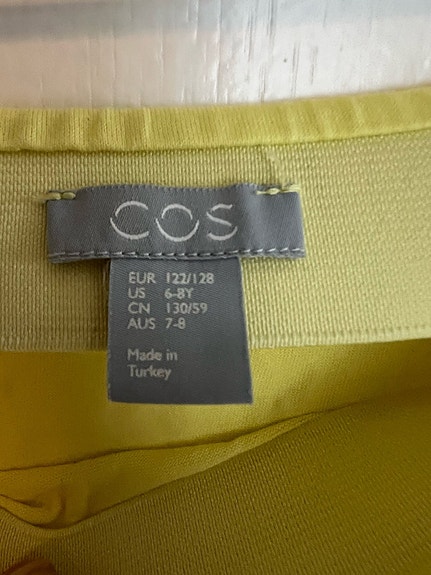 COS
EUR 122/128
US 6-8Y
CN 130/59
AUS 7-8
Made in
Turkey